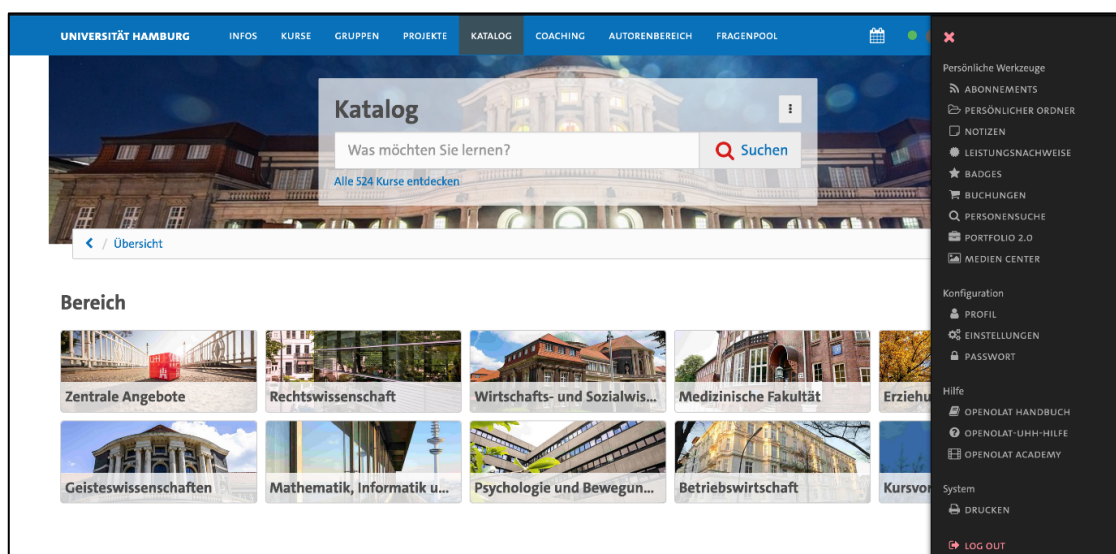 UNIVERSITÄT HAMBURG INFOS KURSE GRUPPEN PROJEKTE KATALOG COACHING AUTORENBEREICH FRAGENPOOL
Katalog
Was möchten Sie lernen? Suchen
Alle 524 Kurse entdecken
/ Übersicht
Bereich
Zentrale Angebote Rechtswissenschaft Wirtschafts- und Sozialwis... Medizinische Fakultät Erziehu
Geisteswissenschaften Mathematik, Informatik u... Psychologie und Bewegun... Betriebswirtschaft Kursvor
Persönliche Werkzeuge
ABONNEMENTS
PERSÖNLICHER ORDNER
NOTIZEN
LEISTUNGSNACHWEISE
BADGES
BUCHUNGEN
PERSONENSUCHE
PORTFOLIO 2.0
MEDIEN CENTER
Konfiguration
PROFIL
EINSTELLUNGEN
PASSWORT
Hilfe
OPENOLAT HANDBUCH
OPENOLAT-UHH-HILFE
OPENOLAT ACADEMY
System
DRUCKEN
LOG OUT